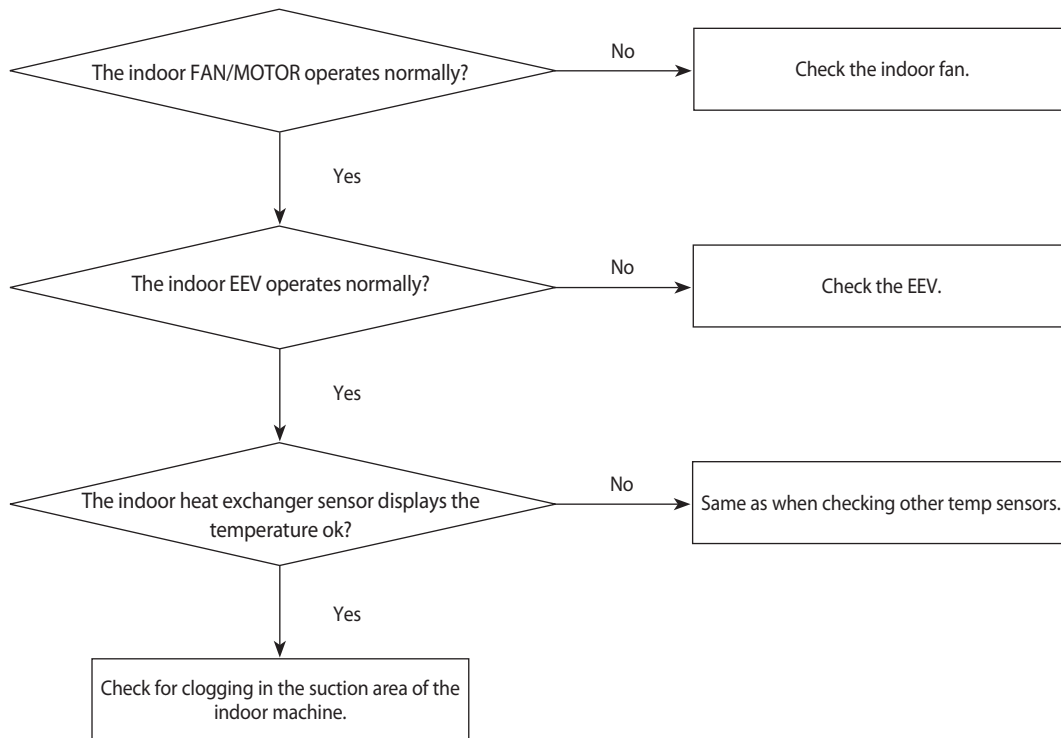 The indoor FAN/MOTOR operates normally?
No
Check the indoor fan.
Yes
The indoor EEV operates normally?
No
Check the EEV.
Yes
The indoor heat exchanger sensor displays the
temperature ok?
No
Same as when checking other temp sensors.
Yes
Check for clogging in the suction area of the
indoor machine.